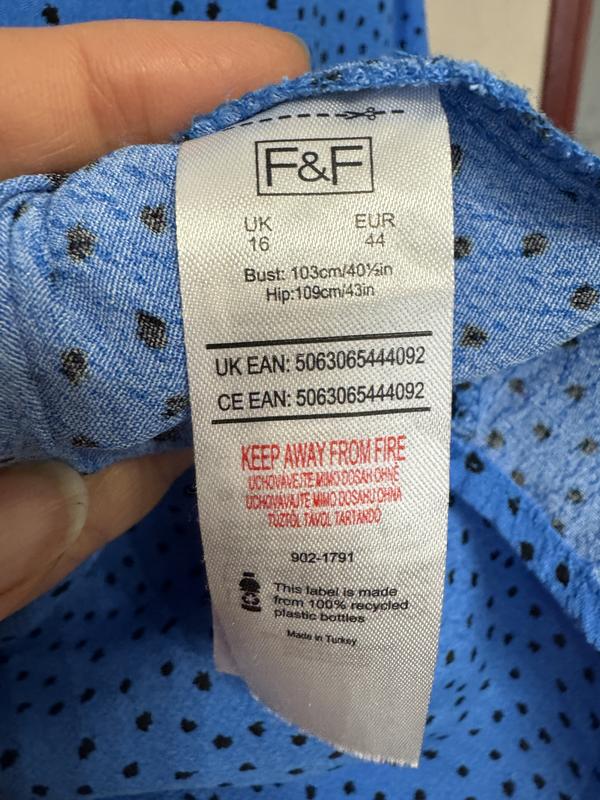 F&F
UK EUR
16 44
Bust: 103cm/40½in
Hip:109cm/43in
UK EAN: 5063065444092
CE EAN: 5063065444092
KEEP AWAY FROM FIRE
UCHOVÁVEJTE MIMO DOSAH OHNĚ
UCHOVÁVAJTE MIMO DOSAHU OHŇA
TŰZTŐL TÁVOL TARTANDÓ
902-1791
This label is made
from 100% recycled
plastic bottles
Made in Turkey